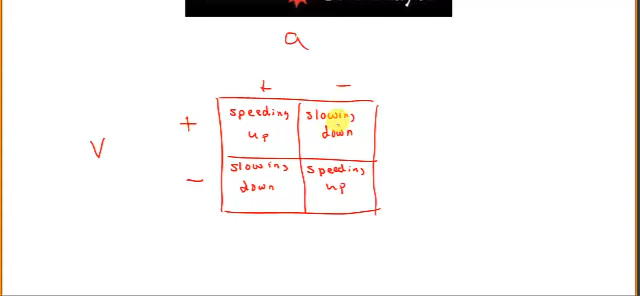 a
+ −
+ speeding slowing
up down
V
− slowing speeding
down up